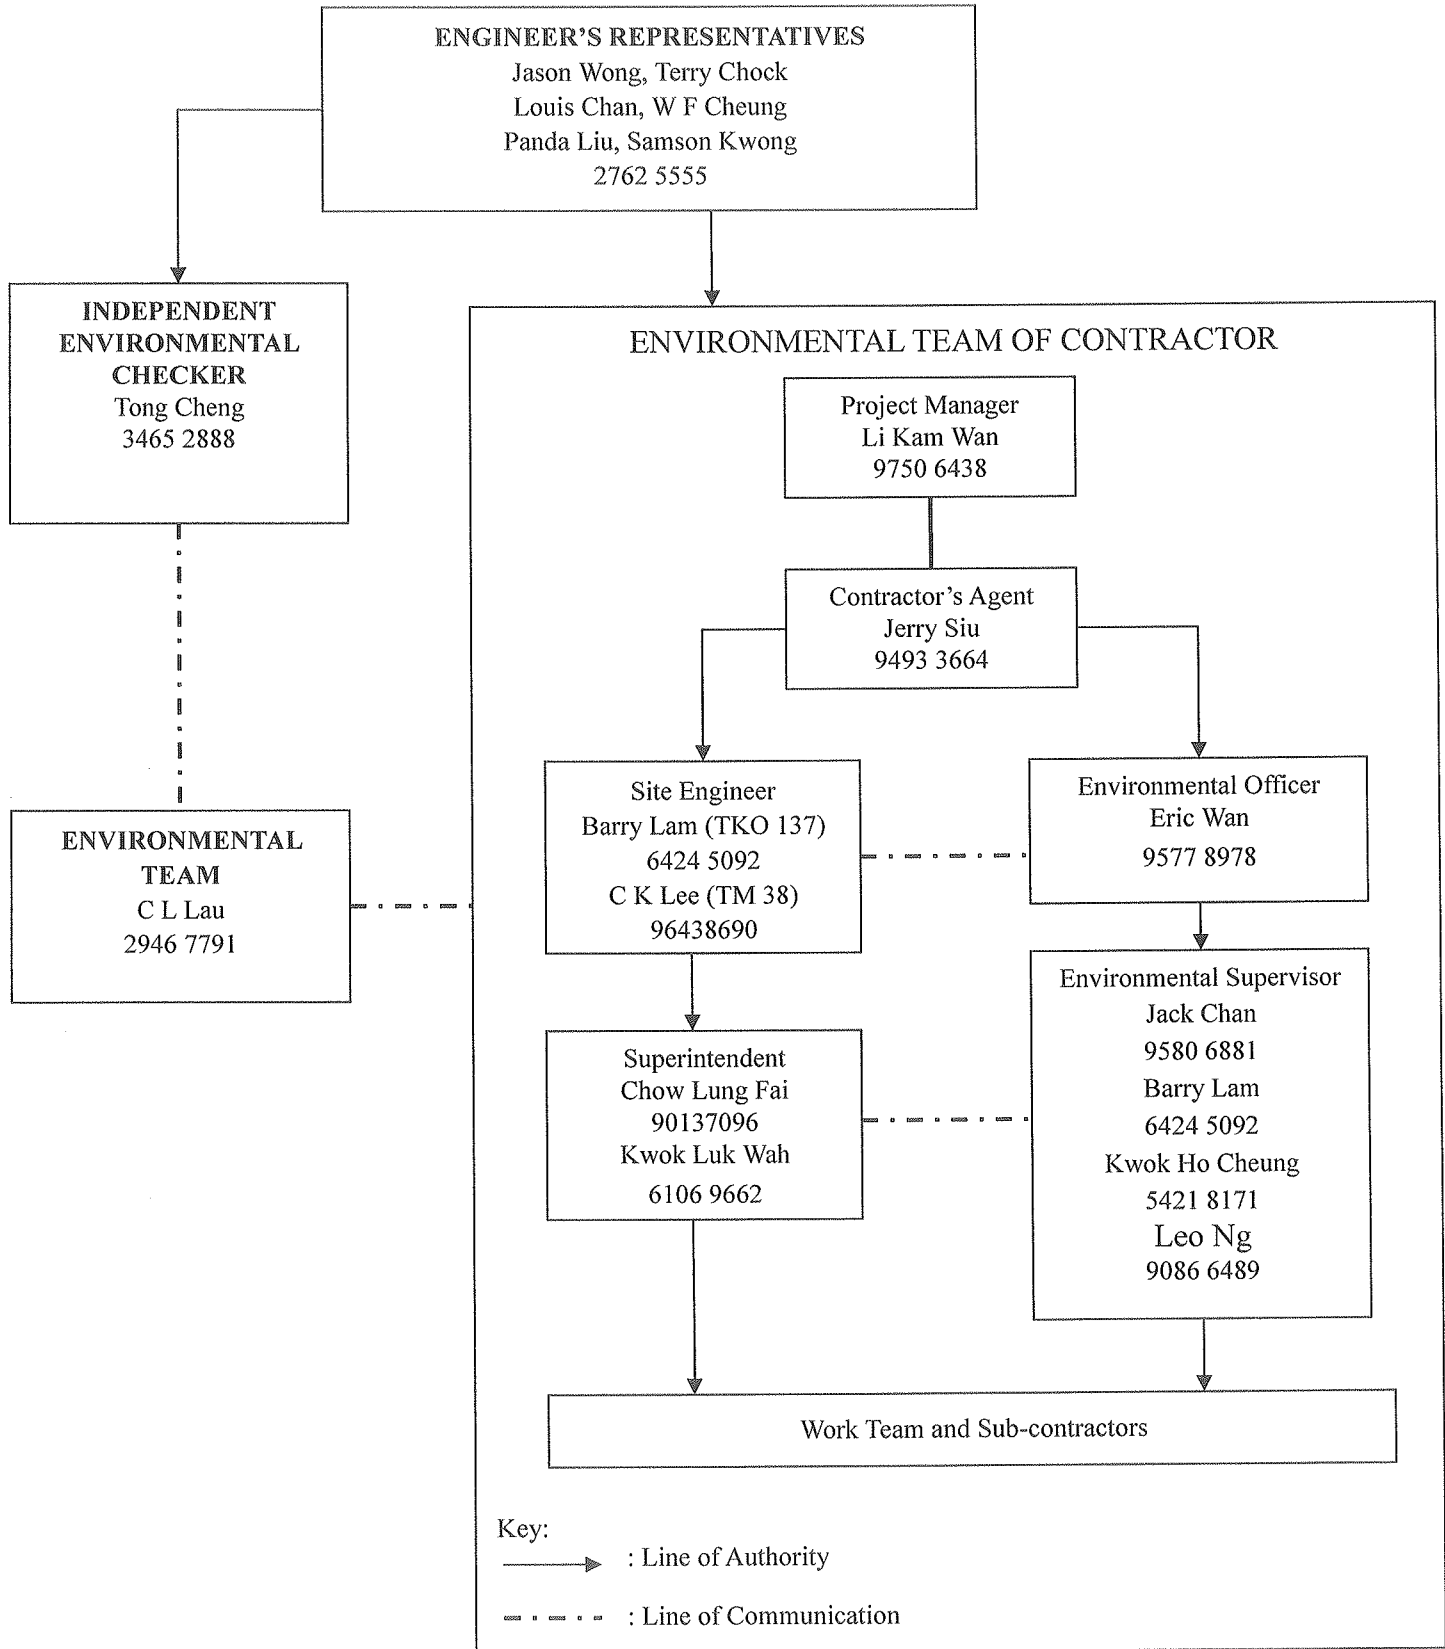 ENGINEER'S REPRESENTATIVES
Jason Wong, Terry Chock
Louis Chan, W F Cheung
Panda Liu, Samson Kwong
2762 5555
INDEPENDENT
ENVIRONMENTAL
CHECKER
Tong Cheng
3465 2888
ENVIRONMENTAL
TEAM
C L Lau
2946 7791
ENVIRONMENTAL TEAM OF CONTRACTOR
Project Manager
Li Kam Wan
9750 6438
Contractor's Agent
Jerry Siu
9493 3664
Site Engineer
Barry Lam (TKO 137)
6424 5092
C K Lee (TM 38)
96438690
Environmental Officer
Eric Wan
9577 8978
Superintendent
Chow Lung Fai
90137096
Kwok Luk Wah
6106 9662
Environmental Supervisor
Jack Chan
9580 6881
Barry Lam
6424 5092
Kwok Ho Cheung
5421 8171
Leo Ng
9086 6489
Work Team and Sub-contractors
Key:
: Line of Authority
: Line of Communication